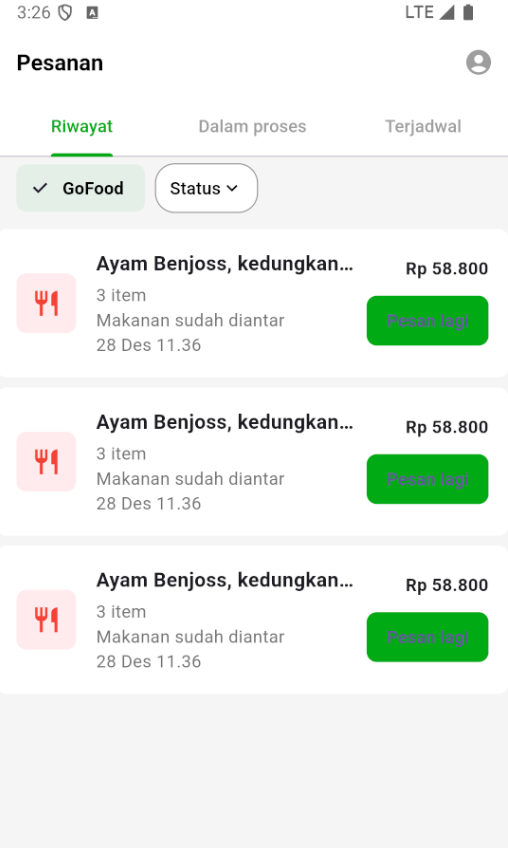 3:26 A LTE
Pesanan
Riwayat Dalam proses Terjadwal
GoFood Status
Ayam Benjoss, kedungkan... Rp 58.800
3 item
Makanan sudah diantar Pesan lagi
28 Des 11.36
Ayam Benjoss, kedungkan... Rp 58.800
3 item
Makanan sudah diantar Pesan lagi
28 Des 11.36
Ayam Benjoss, kedungkan... Rp 58.800
3 item
Makanan sudah diantar Pesan lagi
28 Des 11.36